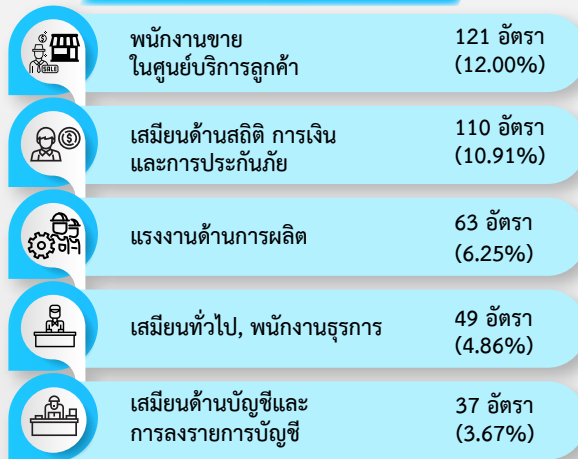 พนักงานขาย
ในศูนย์บริการลูกค้า
121 อัตรา
(12.00%)
SALE
เสมียนด้านสถิติ การเงิน
และการประกันภัย
110 อัตรา
(10.91%)
แรงงานด้านการผลิต
63 อัตรา
(6.25%)
เสมียนทั่วไป, พนักงานธุรการ
49 อัตรา
(4.86%)
เสมียนด้านบัญชีและ
การลงรายการบัญชี
37 อัตรา
(3.67%)